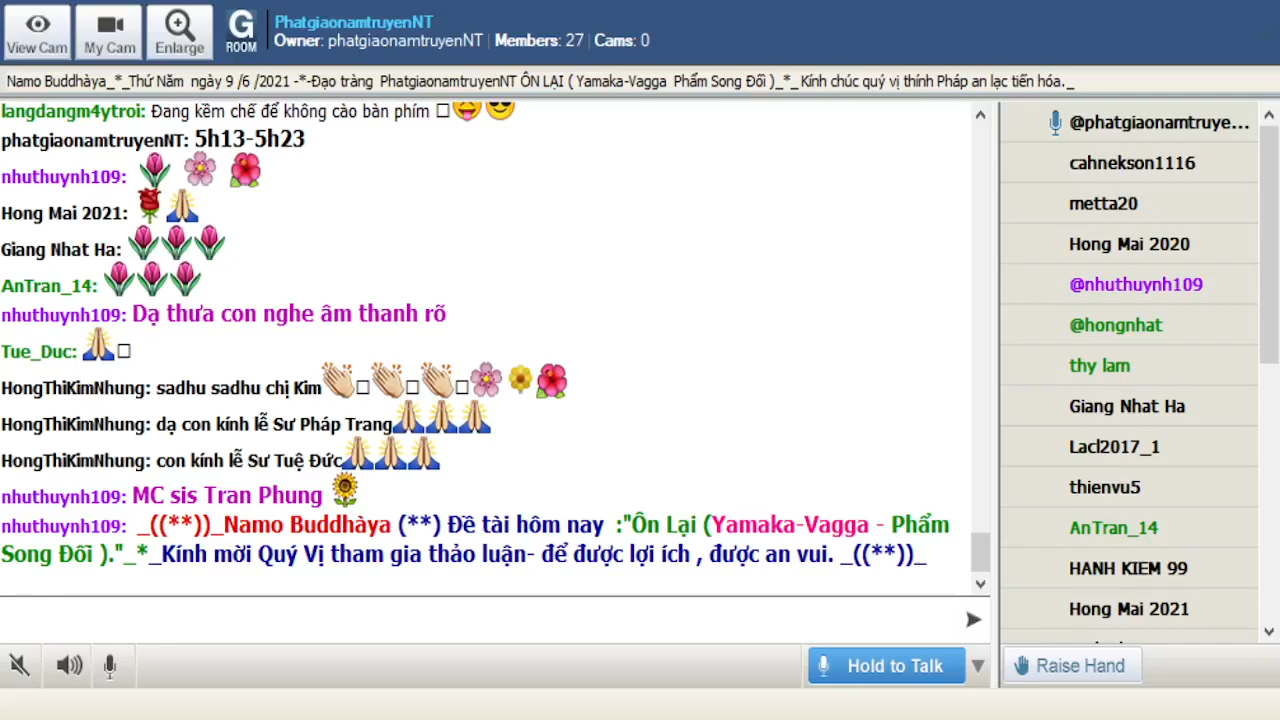 View Cam
My Cam
Enlarge
G
ROOM
PhatgiaonamtruyenNT
Owner: phatgiaonamtruyenNT | Members: 27 | Cams: 0
Namo Buddhàya_*_Thứ Năm ngày 9 /6 /2021 -*-Đạo tràng PhatgiaonamtruyenNT ÔN LẠI ( Yamaka-Vagga Phẩm Song Đối )_*_ Kính chúc quý vị thính Pháp an lạc tiến hóa._
langdangm4ytroi: Đang kềm chế để không cào bàn phím
phatgiaonamtruyenNT: 5h13-5h23
nhuthuynh109:
Hong Mai 2021:
Giang Nhat Ha:
AnTran_14:
nhuthuynh109: Dạ thưa con nghe âm thanh rõ
Tue_Duc:
HongThiKimNhung: sadhu sadhu chị Kim
HongThiKimNhung: dạ con kính lễ Sư Pháp Trang
HongThiKimNhung: con kính lễ Sư Tuệ Đức
nhuthuynh109: MC sis Tran Phung
nhuthuynh109: _((**))_Namo Buddhàya (**) Đề tài hôm nay :"Ôn Lại (Yamaka-Vagga - Phẩm
Song Đối )."_*_Kính mời Quý Vị tham gia thảo luận- để được lợi ích , được an vui. _((**))_
@phatgiaonamtruye...
cahnekson1116
metta20
Hong Mai 2020
@nhuthuynh109
@hongnhat
thy lam
Giang Nhat Ha
Lacl2017_1
thienvu5
AnTran_14
HANH KIEM 99
Hong Mai 2021
Hold to Talk
Raise Hand